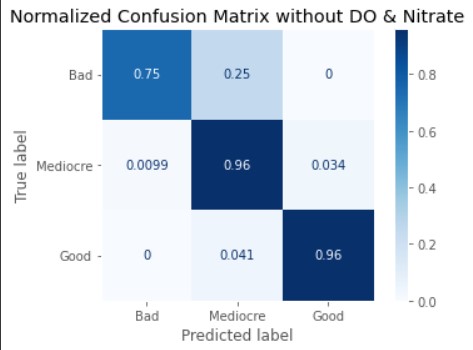 Normalized Confusion Matrix without DO & Nitrate
Bad
0.75
0.25
0
0.8
Mediocre
0.0099
0.96
0.034
0.6
0.4
Good
0
0.041
0.96
0.2
0.0
True label
Bad
Mediocre
Good
Predicted label